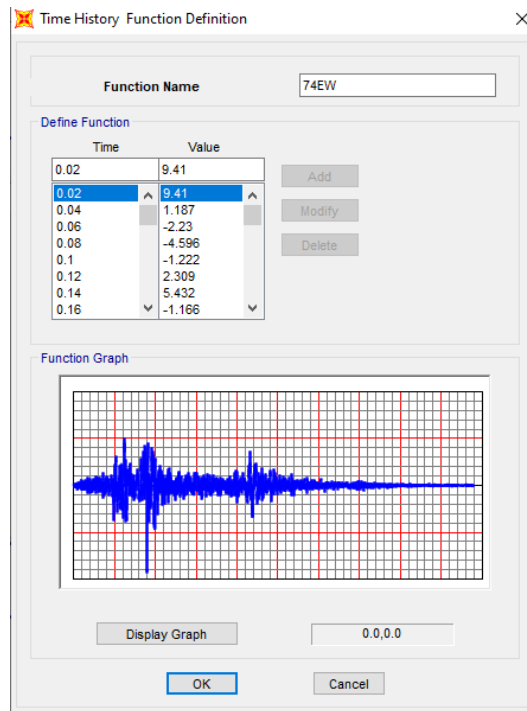 Time History Function Definition
Function Name 74EW
Define Function
Time Value
0.02 9.41
Add
Modify
Delete
0.02 9.41
0.04 1.187
0.06 -2.23
0.08 -4.596
0.1 -1.222
0.12 2.309
0.14 5.432
0.16 -1.166
Function Graph
Display Graph 0.0,0.0
OK Cancel